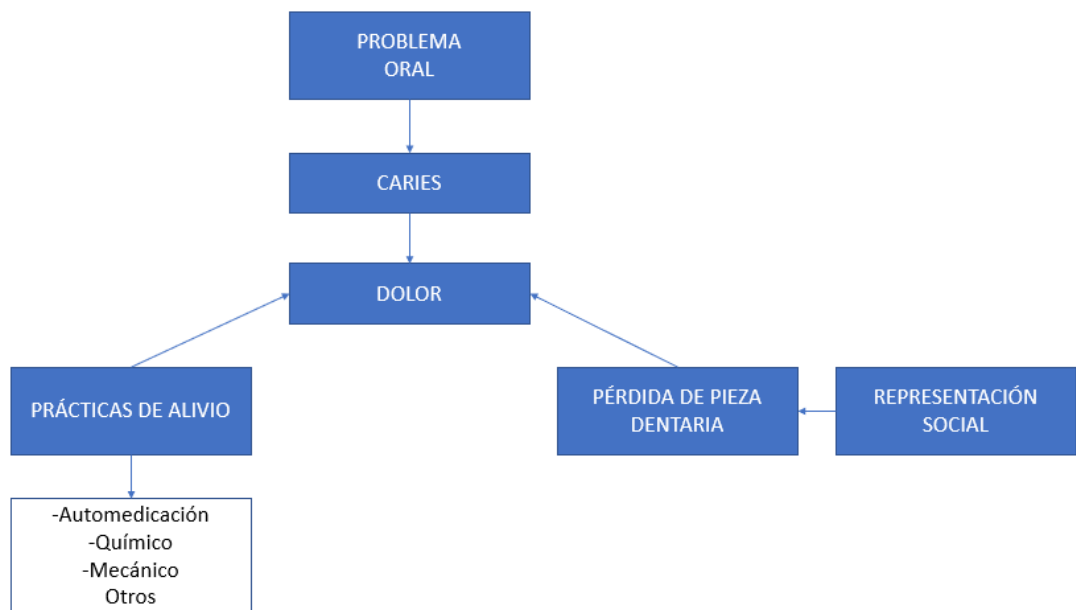 PROBLEMA
ORAL
CARIES
DOLOR
PRÁCTICAS DE ALIVIO
PÉRDIDA DE PIEZA
DENTARIA
REPRESENTACIÓN
SOCIAL
-Automedicación
-Químico
-Mecánico
Otros